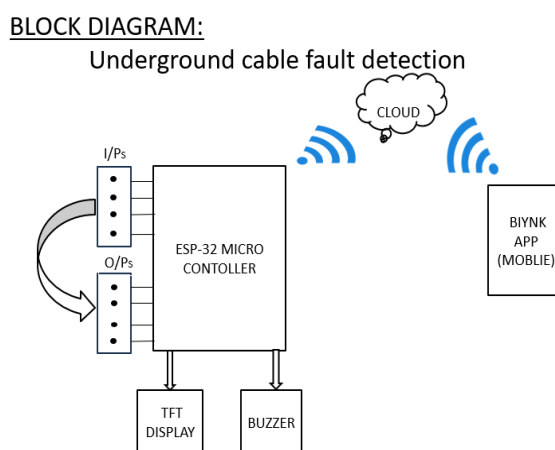 BLOCK DIAGRAM:
Underground cable fault detection
CLOUD
I/Ps
BIYNK
APP
(MOBLIE)
ESP-32 MICRO
CONTOLLER
O/Ps
TFT
DISPLAY
BUZZER